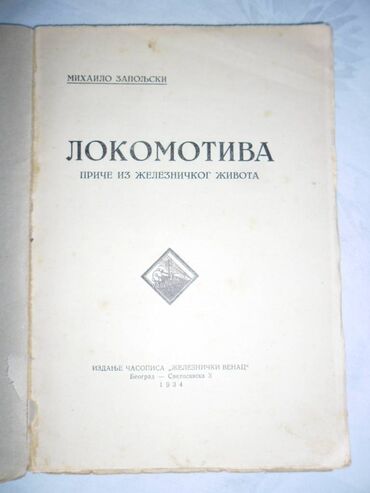 МИХАИЛО ЗАПОЉСКИ
ЛОКОМОТИВА
ПРИЧЕ ИЗ ЖЕЛЕЗНИЧКОГ ЖИВОТА
ИЗДАЊЕ ЧАСОПИСА „ЖЕЛЕЗНИЧКИ ВЕНАЦ“
Београд — Светосавска 3
1934